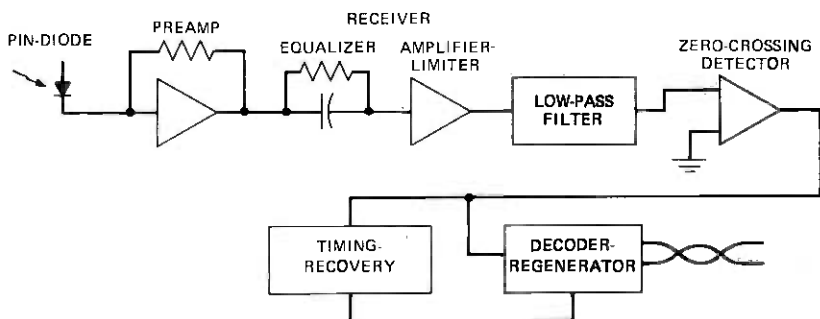 RECEIVER
PIN-DIODE
PREAMP
EQUALIZER
AMPLIFIER-
LIMITER
LOW-PASS
FILTER
ZERO-CROSSING
DETECTOR
TIMING-
RECOVERY
DECODER-
REGENERATOR